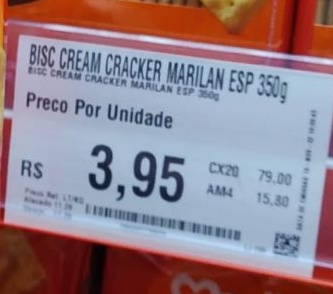 BISC CREAM CRACKER MARILAN ESP 350g
BISC CREAM CRACKER MARILAN ESP 350g
Preco Por Unidade
R$ 3,95
CX20 79,00
AM4 15,80